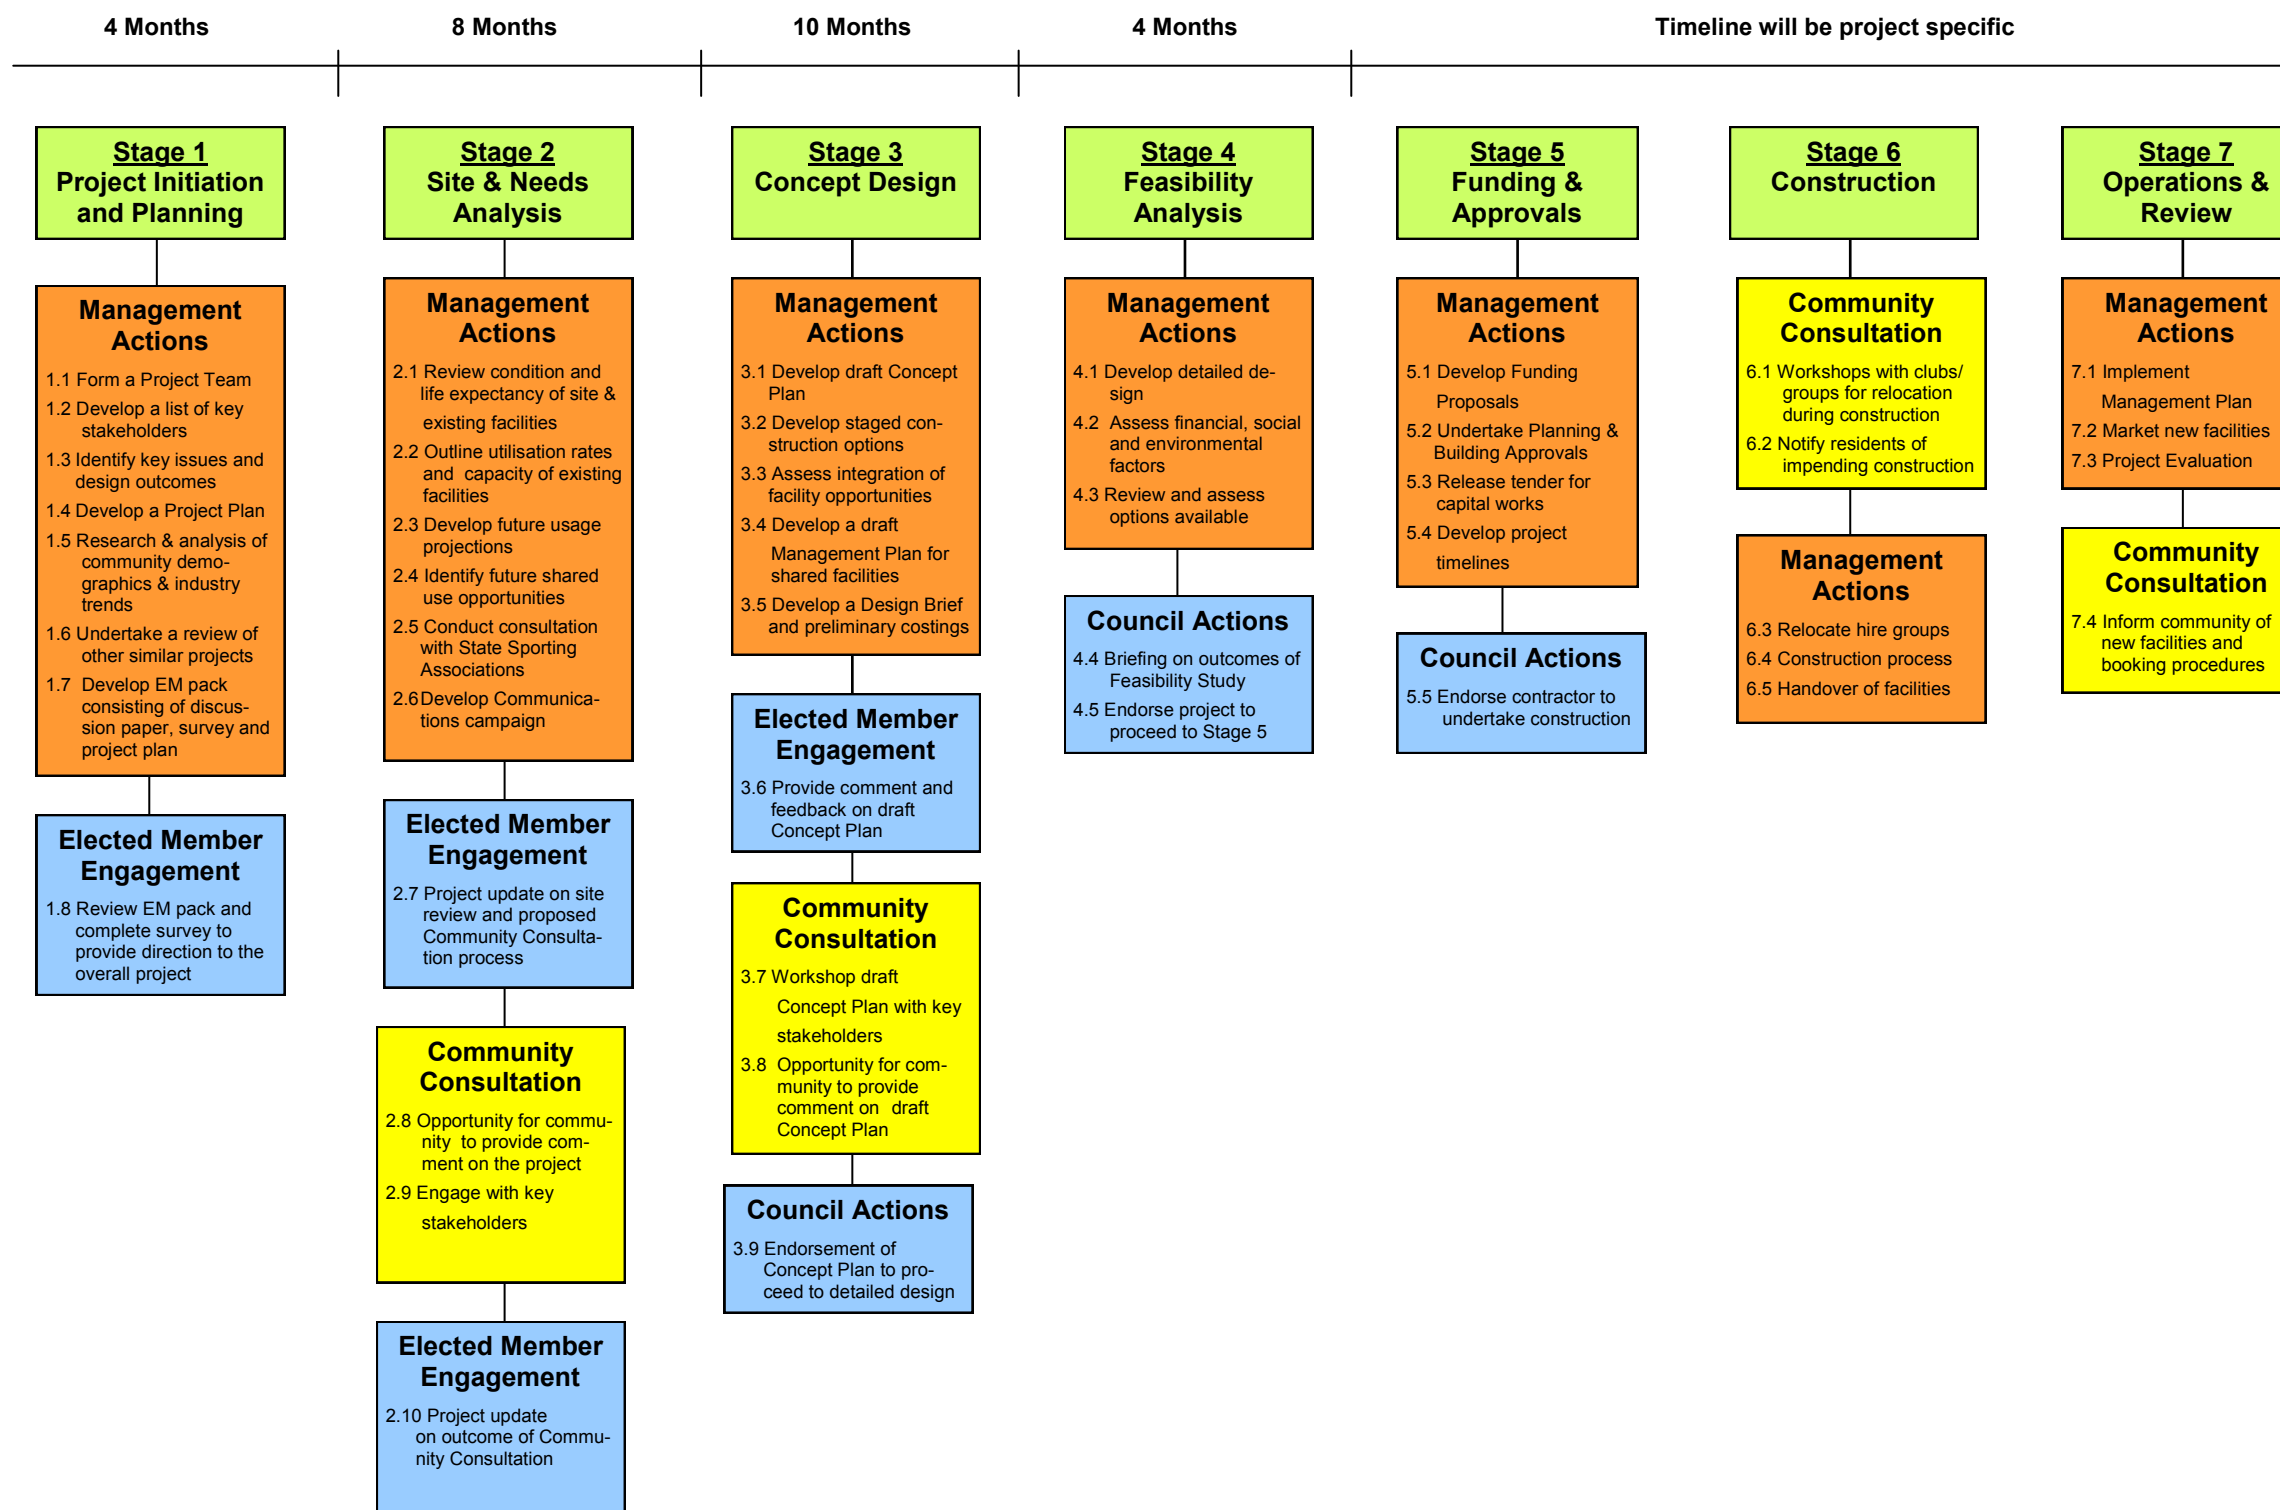 4 Months
8 Months
10 Months
4 Months
Timeline will be project specific
Stage 1
Project Initiation
and Planning
Management
Actions
1.1 Form a Project Team
1.2 Develop a list of key
stakeholders
1.3 Identify key issues and
design outcomes
1.4 Develop a Project Plan
1.5 Research & analysis of
community demo-
graphics & industry
trends
1.6 Undertake a review of
other similar projects
1.7 Develop EM pack
consisting of discus-
sion paper, survey and
project plan
Elected Member
Engagement
1.8 Review EM pack and
complete survey to
provide direction to the
overall project
Stage 2
Site & Needs
Analysis
Management
Actions
2.1 Review condition and
life expectancy of site &
existing facilities
2.2 Outline utilisation rates
and capacity of existing
facilities
2.3 Develop future usage
projections
2.4 Identify future shared
use opportunities
2.5 Conduct consultation
with State Sporting
Associations
2.6 Develop Communica-
tions campaign
Elected Member
Engagement
2.7 Project update on site
review and proposed
Community Consulta-
tion process
Community
Consultation
2.8 Opportunity for commu-
nity to provide com-
ment on the project
2.9 Engage with key
stakeholders
Elected Member
Engagement
2.10 Project update
on outcome of Commu-
nity Consultation
Stage 3
Concept Design
Management
Actions
3.1 Develop draft Concept
Plan
3.2 Develop staged con-
struction options
3.3 Assess integration of
facility opportunities
3.4 Develop a draft
Management Plan for
shared facilities
3.5 Develop a Design Brief
and preliminary costings
Elected Member
Engagement
3.6 Provide comment and
feedback on draft
Concept Plan
Community
Consultation
3.7 Workshop draft
Concept Plan with key
stakeholders
3.8 Opportunity for com-
munity to provide
comment on draft
Concept Plan
Council Actions
3.9 Endorsement of
Concept Plan to pro-
ceed to detailed design
Stage 4
Feasibility
Analysis
Management
Actions
4.1 Develop detailed de-
sign
4.2 Assess financial, social
and environmental
factors
4.3 Review and assess
options available
Council Actions
4.4 Briefing on outcomes of
Feasibility Study
4.5 Endorse project to
proceed to Stage 5
Stage 5
Funding &
Approvals
Management
Actions
5.1 Develop Funding
Proposals
5.2 Undertake Planning &
Building Approvals
5.3 Release tender for
capital works
5.4 Develop project
timelines
Council Actions
5.5 Endorse contractor to
undertake construction
Stage 6
Construction
Community
Consultation
6.1 Workshops with clubs/
groups for relocation
during construction
6.2 Notify residents of
impending construction
Management
Actions
6.3 Relocate hire groups
6.4 Construction process
6.5 Handover of facilities
Stage 7
Operations &
Review
Management
Actions
7.1 Implement
Management Plan
7.2 Market new facilities
7.3 Project Evaluation
Community
Consultation
7.4 Inform community of
new facilities and
booking procedures